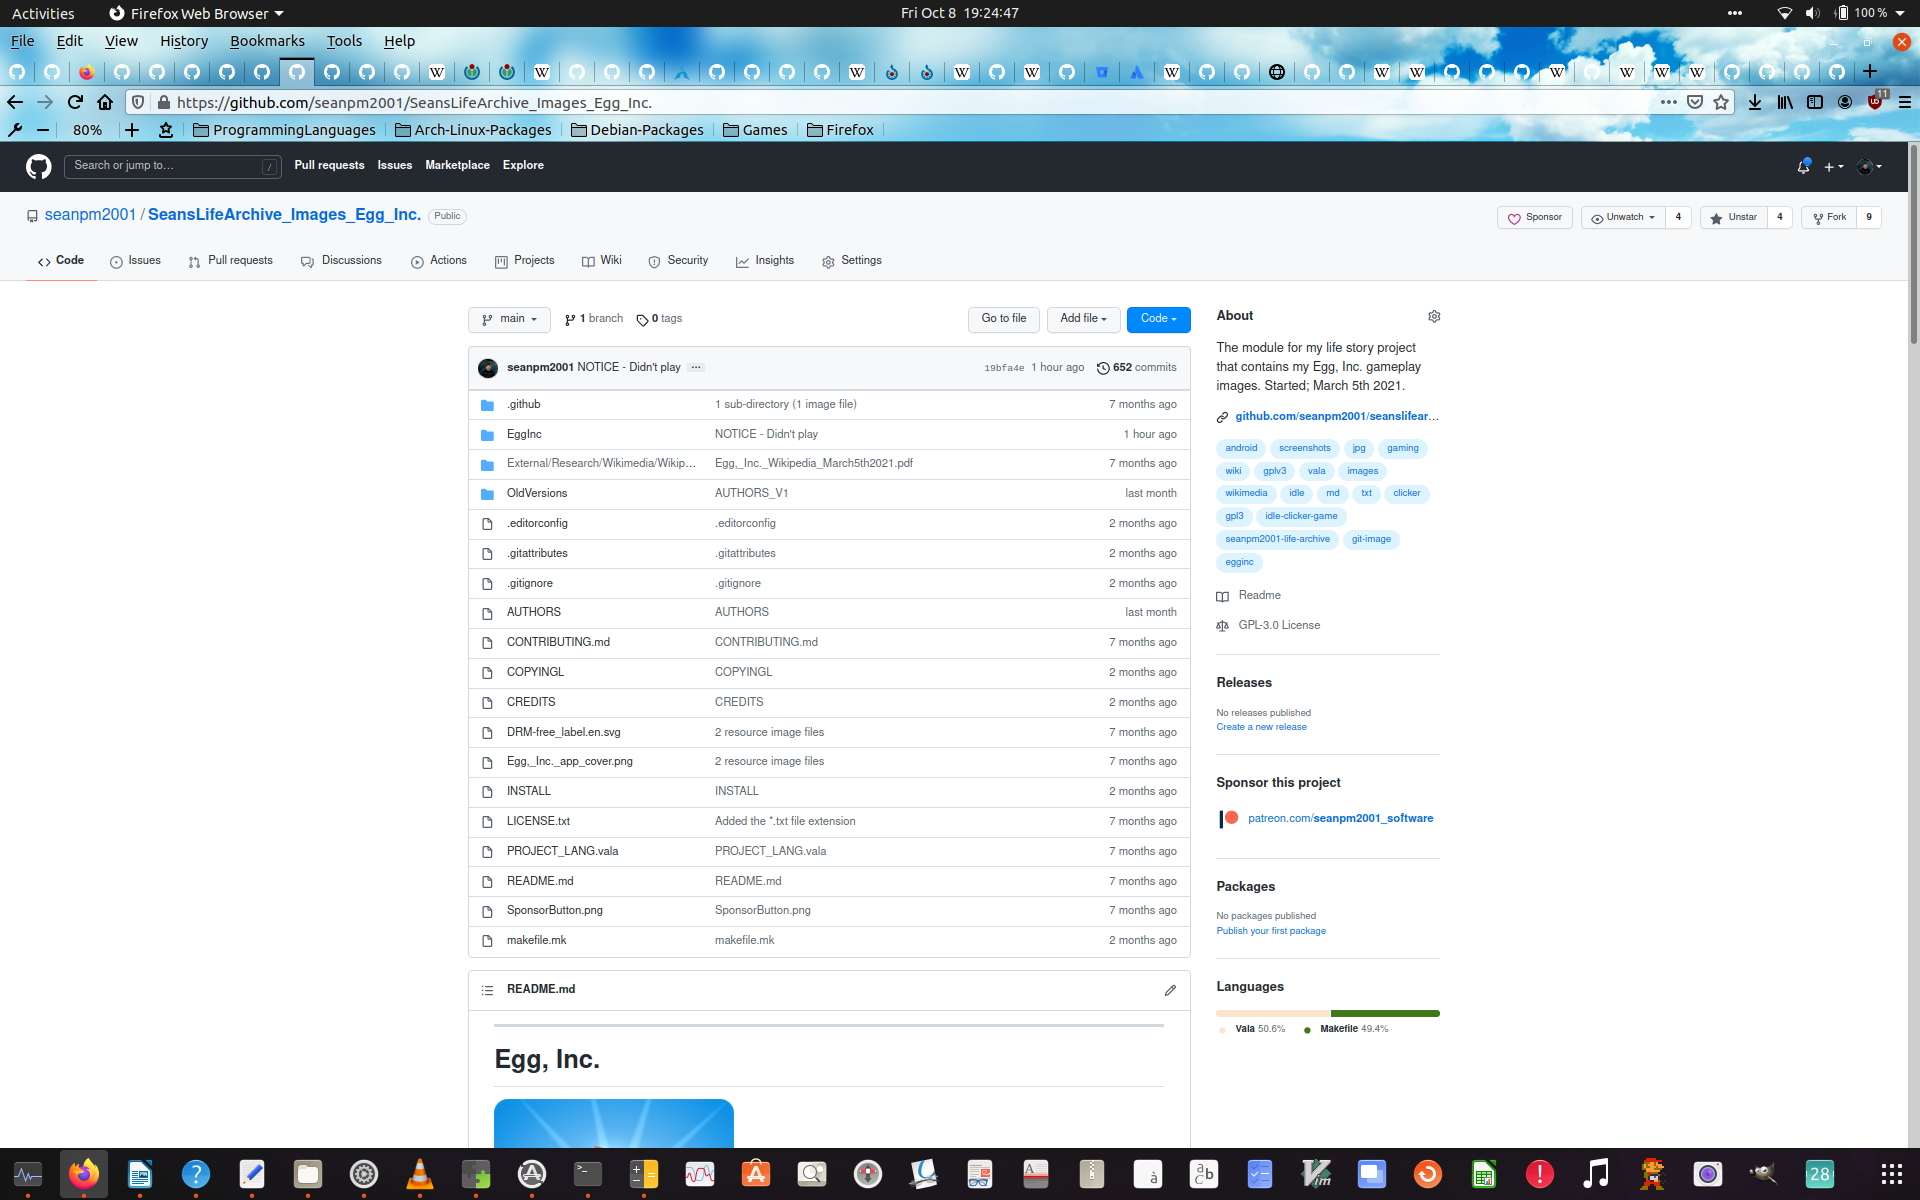 Activities Firefox Web Browser Fri Oct 8 19:24:47 100 %
File Edit View History Bookmarks Tools Help
https://github.com/seanpm2001/SeansLifeArchive_Images_Egg_Inc. 11
80% ProgrammingLanguages Arch-Linux-Packages Debian-Packages Games Firefox
Search or jump to… / Pull requests Issues Marketplace Explore
seanpm2001 / SeansLifeArchive_Images_Egg_Inc. Public Sponsor Unwatch 4 Unstar 4 Fork 9
Code Issues Pull requests Discussions Actions Projects Wiki Security Insights Settings
main 1 branch 0 tags Go to file Add file Code
seanpm2001 NOTICE - Didn't play ... 19bfa4e 1 hour ago 652 commits
.github 1 sub-directory (1 image file) 7 months ago
EggInc NOTICE - Didn't play 1 hour ago
External/Research/Wikimedia/Wikip… Egg,_Inc._Wikipedia_March5th2021.pdf 7 months ago
OldVersions AUTHORS_V1 last month
.editorconfig .editorconfig 2 months ago
.gitattributes .gitattributes 2 months ago
.gitignore .gitignore 2 months ago
AUTHORS AUTHORS last month
CONTRIBUTING.md CONTRIBUTING.md 7 months ago
COPYINGL COPYINGL 2 months ago
CREDITS CREDITS 2 months ago
DRM-free_label.en.svg 2 resource image files 7 months ago
Egg,_Inc._app_cover.png 2 resource image files 7 months ago
INSTALL INSTALL 2 months ago
LICENSE.txt Added the *.txt file extension 7 months ago
PROJECT_LANG.vala PROJECT_LANG.vala 7 months ago
README.md README.md 7 months ago
SponsorButton.png SponsorButton.png 7 months ago
makefile.mk makefile.mk 2 months ago
README.md
Egg, Inc.
About
The module for my life story project
that contains my Egg, Inc. gameplay
images. Started; March 5th 2021.
github.com/seanpm2001/seanslifear…
android screenshots jpg gaming
wiki gplv3 vala images
wikimedia idle md txt clicker
gpl3 idle-clicker-game
seanpm2001-life-archive git-image
egginc
Readme
GPL-3.0 License
Releases
No releases published
Create a new release
Sponsor this project
patreon.com/seanpm2001_software
Packages
No packages published
Publish your first package
Languages
Vala 50.6% Makefile 49.4%
28